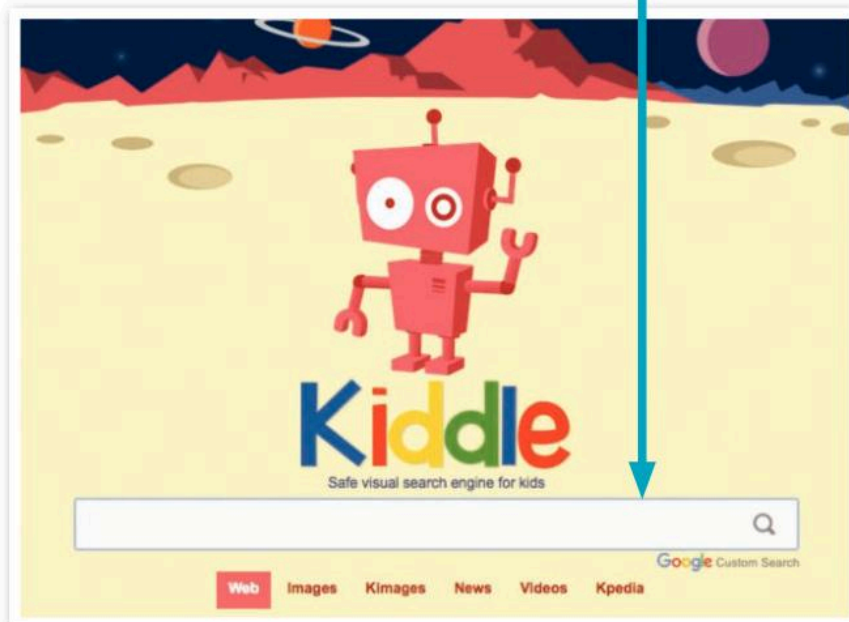 Kiddle
Safe visual search engine for kids
Google Custom Search
Web Images Kimages News Videos Kpedia